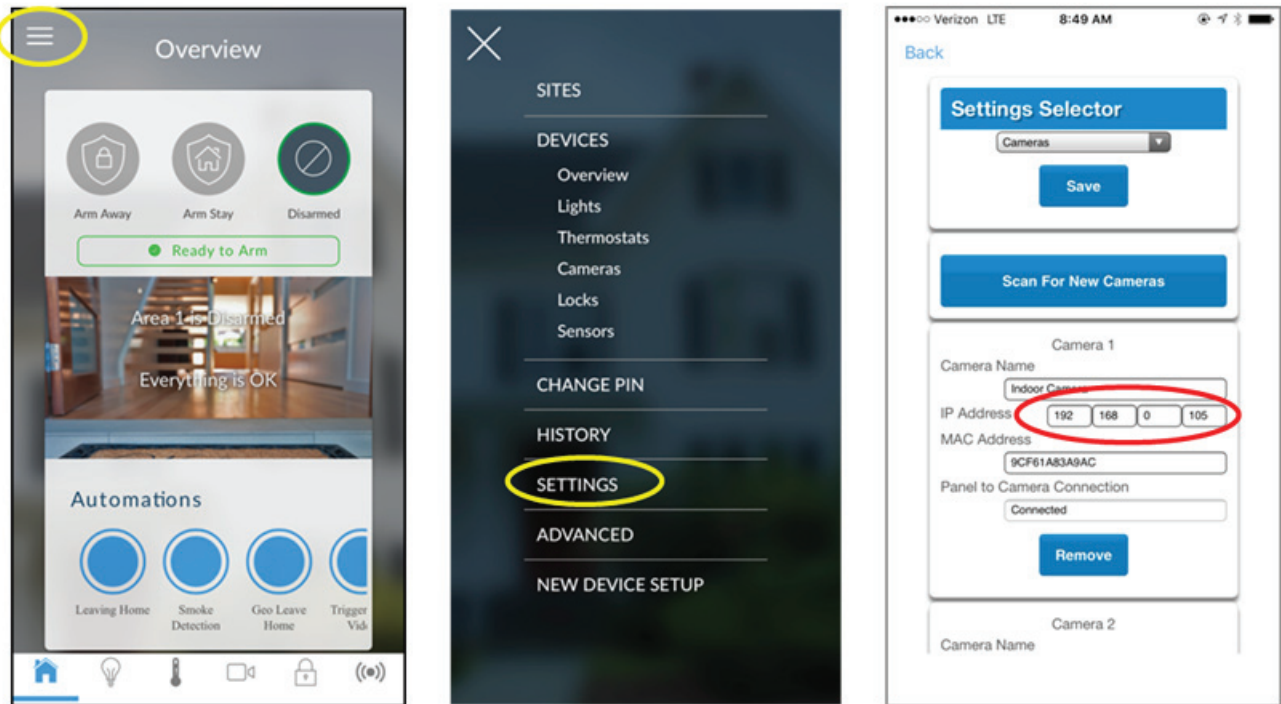 Overview
Arm Away
Arm Stay
Disarmed
Ready to Arm
Area 1 is Disarmed
Everything is OK
Automations
Leaving Home
Smoke
Detection
Geo Leave
Home
Trigger
Vid
SITES
DEVICES
Overview
Lights
Thermostats
Cameras
Locks
Sensors
CHANGE PIN
HISTORY
SETTINGS
ADVANCED
NEW DEVICE SETUP
Verizon LTE 8:49 AM
Back
Settings Selector
Cameras
Save
Scan For New Cameras
Camera 1
Camera Name
Indoor Camera
IP Address 192 168 0 105
MAC Address
9CF61A83A9AC
Panel to Camera Connection
Connected
Remove
Camera 2
Camera Name